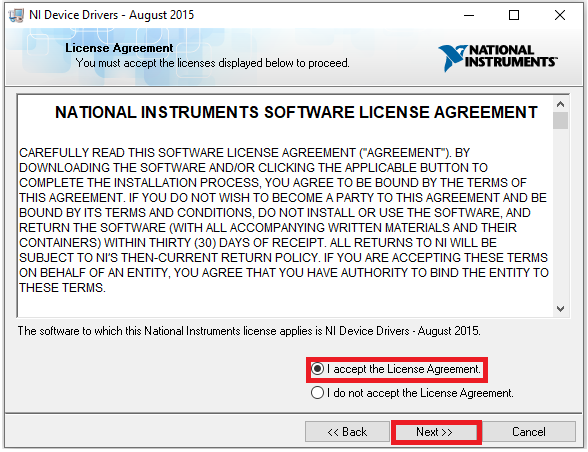 NI Device Drivers - August 2015
License Agreement
You must accept the licenses displayed below to proceed.
NATIONAL
INSTRUMENTS
NATIONAL INSTRUMENTS SOFTWARE LICENSE AGREEMENT
CAREFULLY READ THIS SOFTWARE LICENSE AGREEMENT ("AGREEMENT"). BY
DOWNLOADING THE SOFTWARE AND/OR CLICKING THE APPLICABLE BUTTON TO
COMPLETE THE INSTALLATION PROCESS, YOU AGREE TO BE BOUND BY THE TERMS OF
THIS AGREEMENT. IF YOU DO NOT WISH TO BECOME A PARTY TO THIS AGREEMENT AND BE
BOUND BY ITS TERMS AND CONDITIONS, DO NOT INSTALL OR USE THE SOFTWARE, AND
RETURN THE SOFTWARE (WITH ALL ACCOMPANYING WRITTEN MATERIALS AND THEIR
CONTAINERS) WITHIN THIRTY (30) DAYS OF RECEIPT. ALL RETURNS TO NI WILL BE
SUBJECT TO NI'S THEN-CURRENT RETURN POLICY. IF YOU ARE ACCEPTING THESE TERMS
ON BEHALF OF AN ENTITY, YOU AGREE THAT YOU HAVE AUTHORITY TO BIND THE ENTITY TO
THESE TERMS.
The software to which this National Instruments license applies is NI Device Drivers - August 2015.
I accept the License Agreement.
I do not accept the License Agreement.
<< Back
Next >>
Cancel